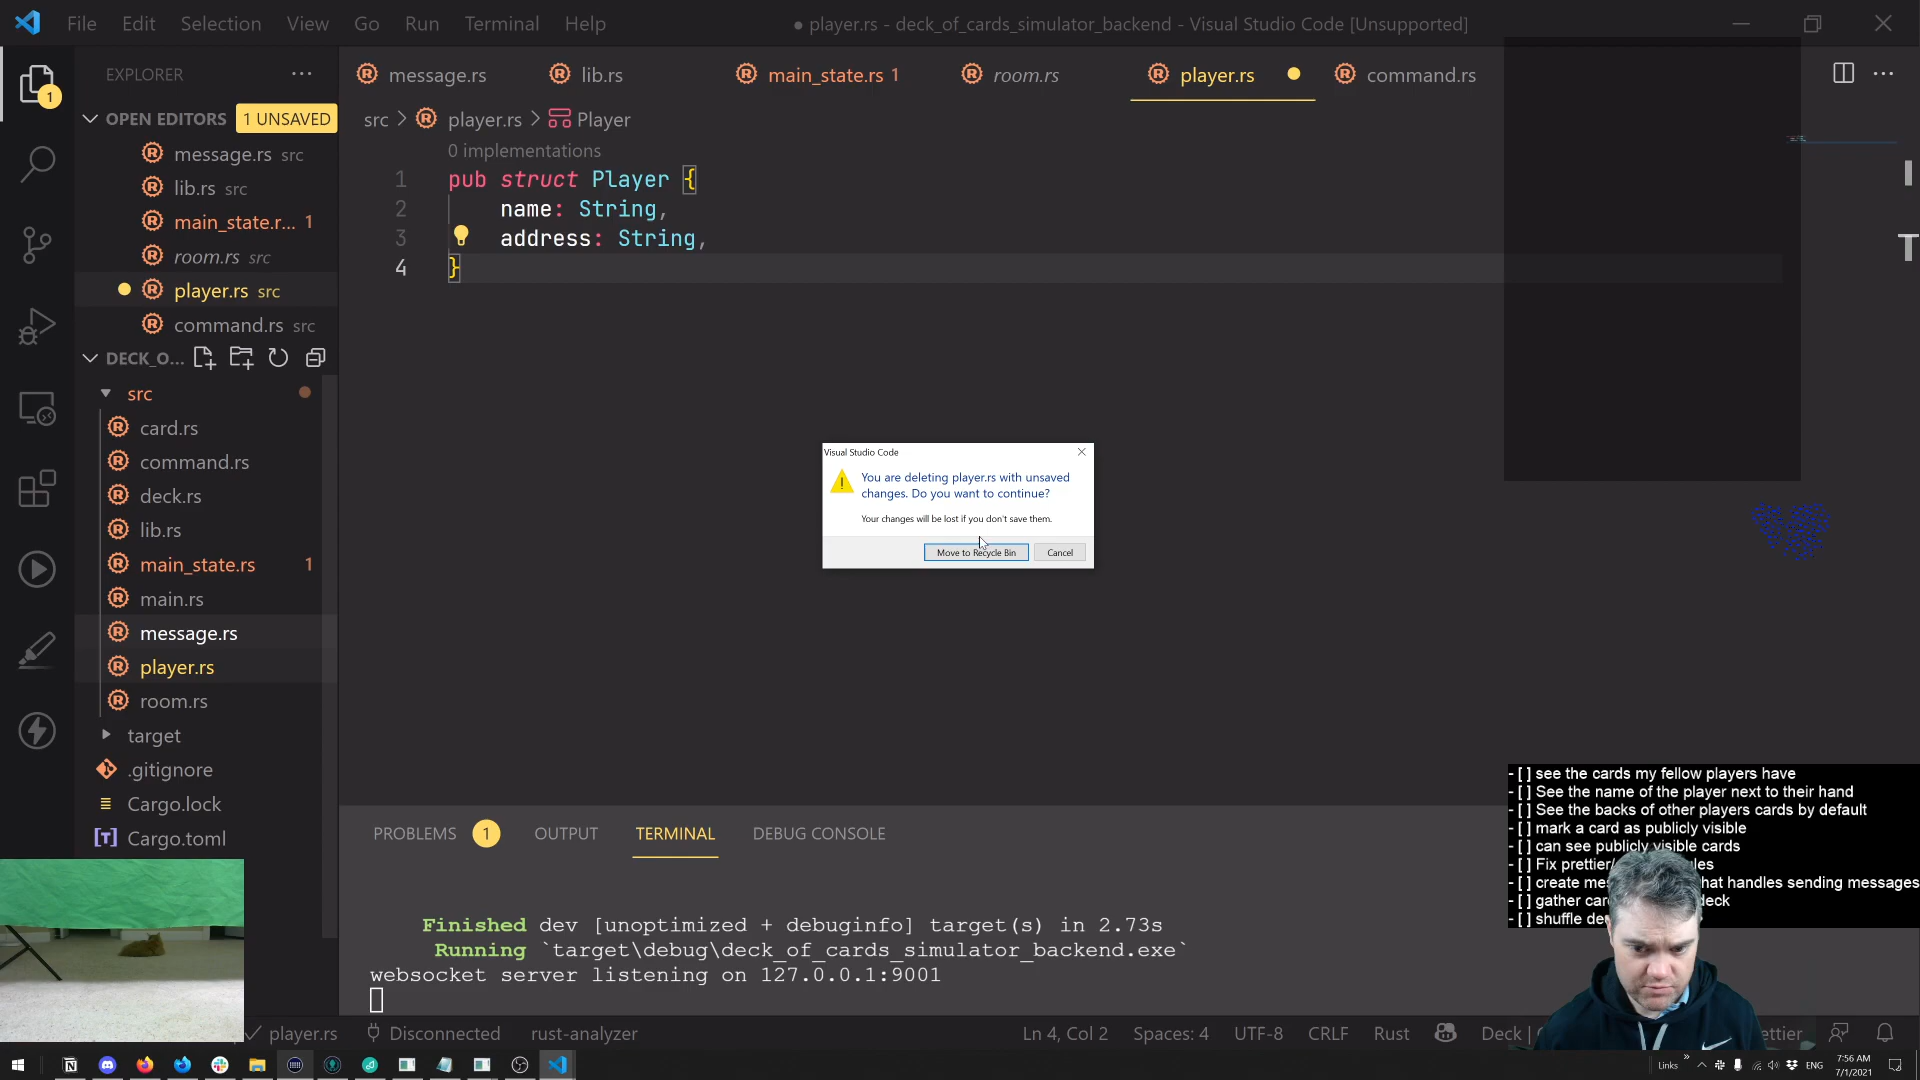 File Edit Selection View Go Run Terminal Help
● player.rs - deck_of_cards_simulator_backend - Visual Studio Code [Unsupported]
EXPLORER
message.rs
lib.rs
main_state.rs 1
room.rs
player.rs
command.rs
OPEN EDITORS 1 UNSAVED
message.rs src
lib.rs src
main_state.r... 1
room.rs src
player.rs src
command.rs src
DECK_O...
src
card.rs
command.rs
deck.rs
lib.rs
main_state.rs 1
main.rs
message.rs
player.rs
room.rs
target
.gitignore
Cargo.lock
Cargo.toml
1
src > player.rs > Player
0 implementations
1 pub struct Player {
2 name: String,
3 address: String,
4 }
Visual Studio Code
You are deleting player.rs with unsaved
changes. Do you want to continue?
Your changes will be lost if you don't save them.
Move to Recycle Bin Cancel
PROBLEMS 1 OUTPUT TERMINAL DEBUG CONSOLE
Finished dev [unoptimized + debuginfo] target(s) in 2.73s
Running `target\debug\deck_of_cards_simulator_backend.exe`
websocket server listening on 127.0.0.1:9001
- [ ] see the cards my fellow players have
- [ ] See the name of the player next to their hand
- [ ] See the backs of other players cards by default
- [ ] mark a card as publicly visible
- [ ] can see publicly visible cards
- [ ] Fix prettier/
- [ ] create hat handles sending messages
- [ ] gather deck
- [ ] shuffle
player.rs Disconnected rust-analyzer
Ln 4, Col 2 Spaces: 4 UTF-8 CRLF Rust Deck
Links ENG 7:56 AM
7/1/2021